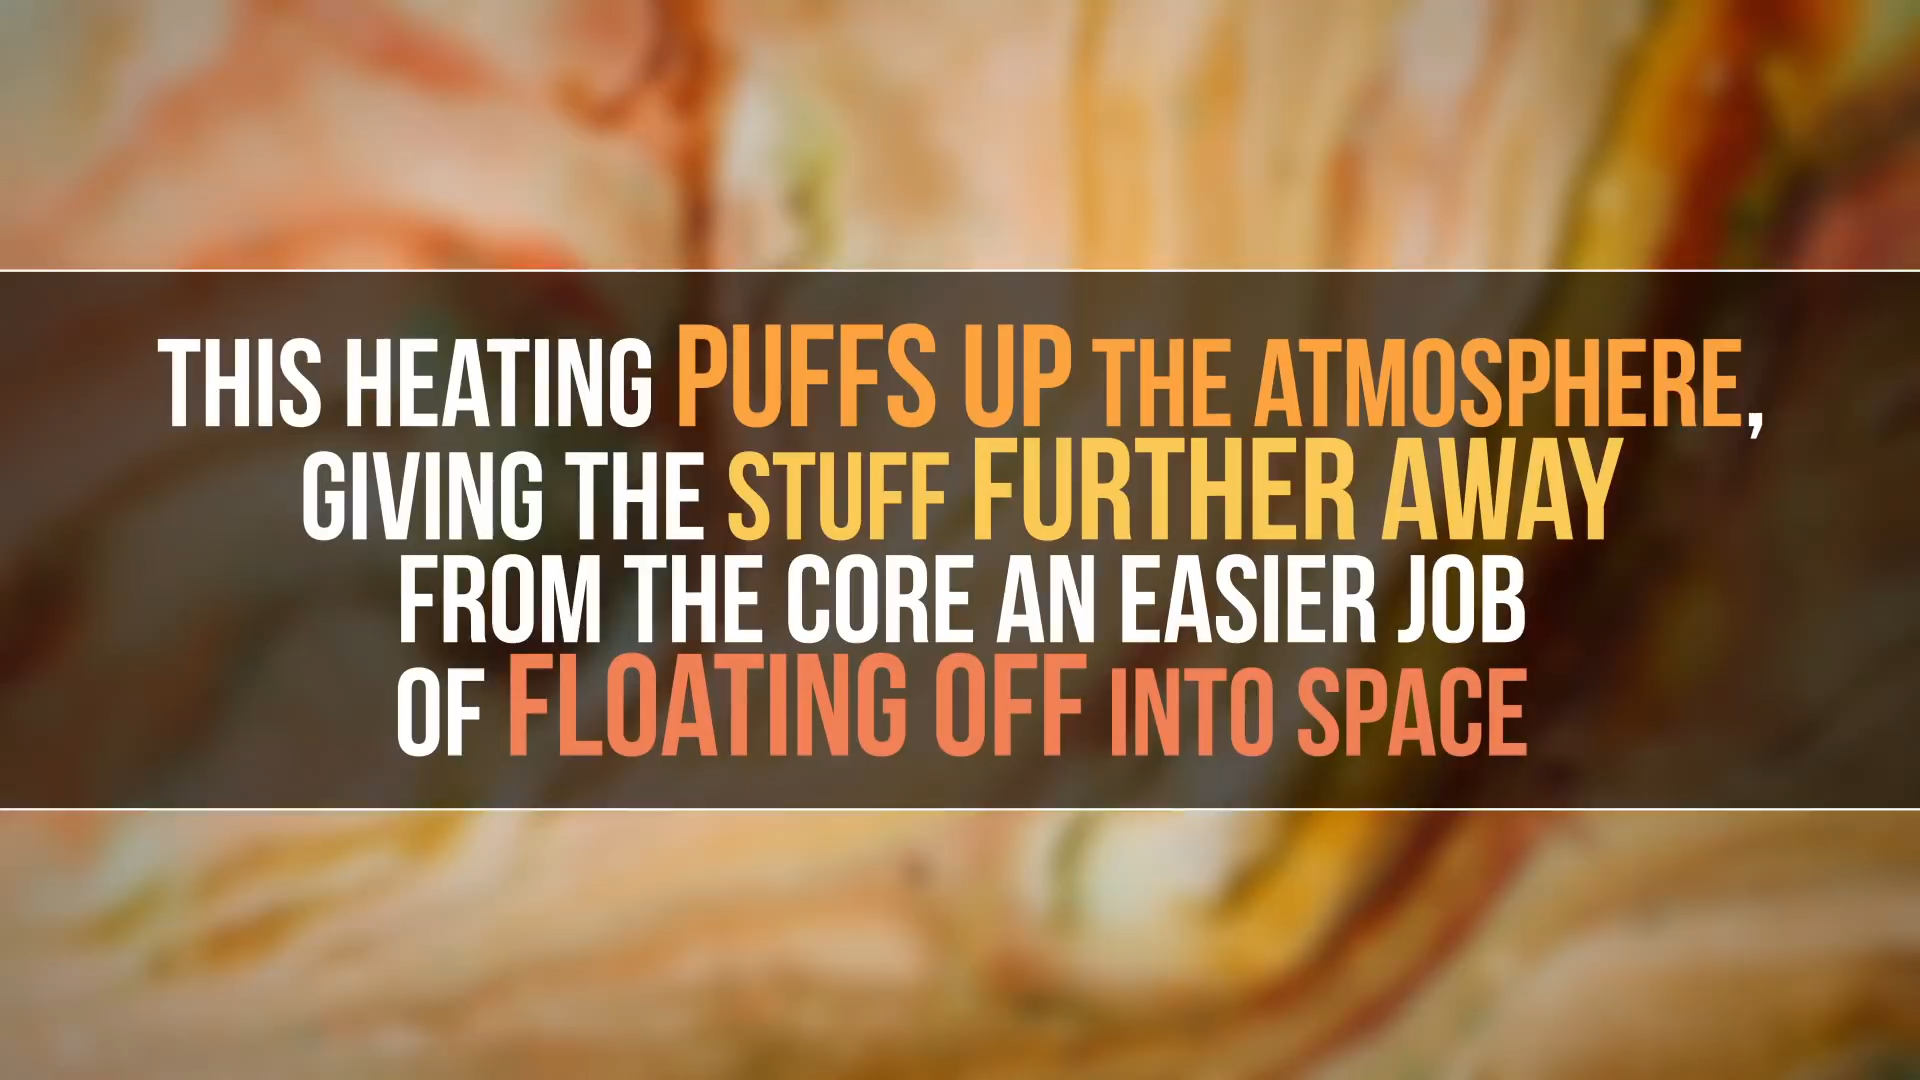 THIS HEATING PUFFS UP THE ATMOSPHERE,
GIVING THE STUFF FURTHER AWAY
FROM THE CORE AN EASIER JOB
OF FLOATING OFF INTO SPACE